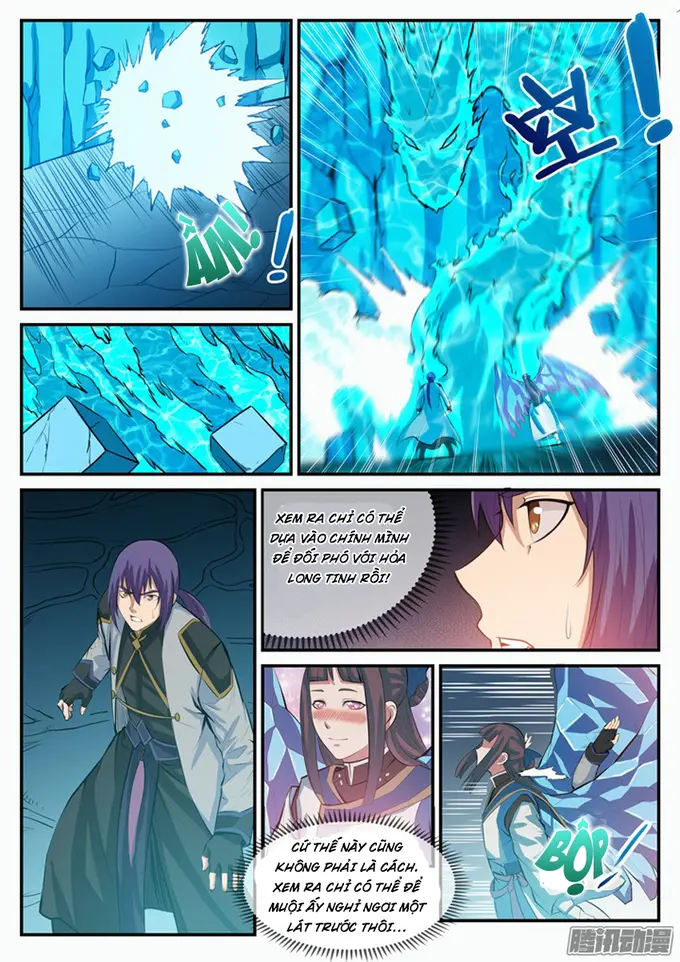 ẦM!
!
XEM RA CHỈ CÓ THỂ
DỰA VÀO CHÍNH MÌNH
ĐỂ ĐỐI PHÓ VỚI HỎA
LONG TINH RỒI!
CỨ THẾ NÀY CŨNG
KHÔNG PHẢI LÀ CÁCH.
XEM RA CHỈ CÓ THỂ ĐỂ
MUỘI ẤY NGHỈ NGƠI MỘT
LÁT TRƯỚC THÔI...
BỘP
!
腾讯动漫